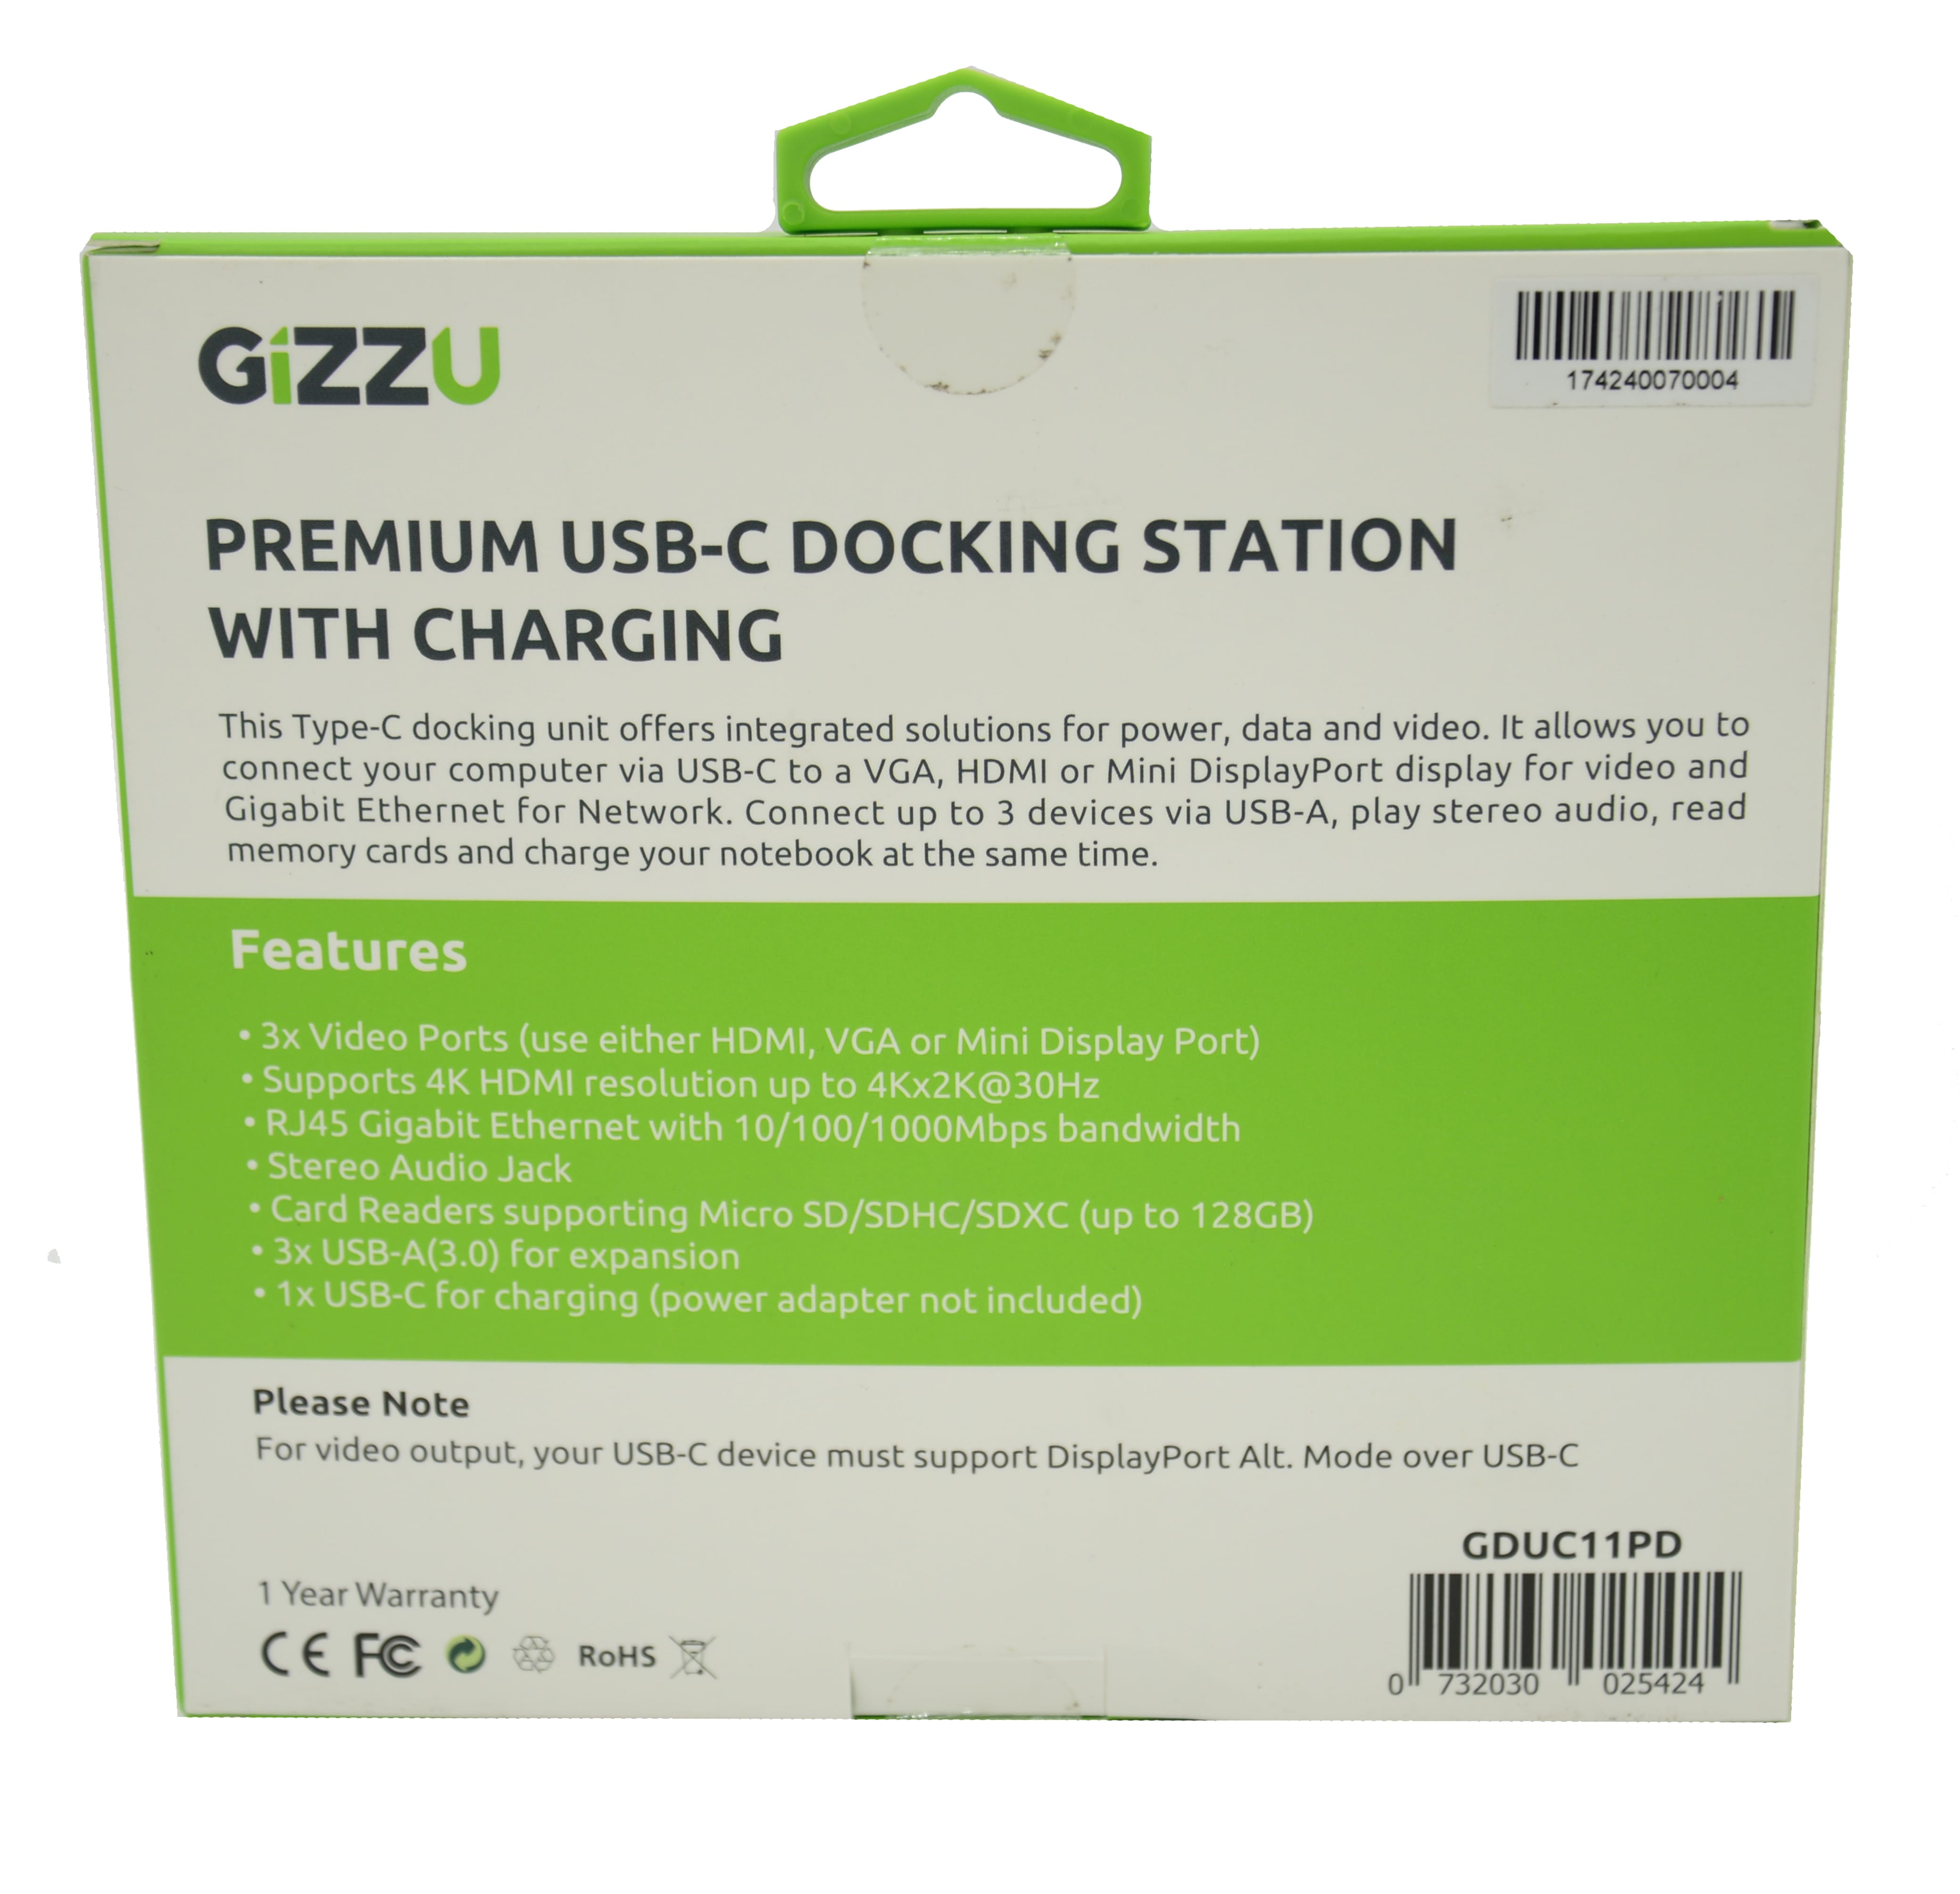 GiZZU
174240070004
PREMIUM USB-C DOCKING STATION
WITH CHARGING
This Type-C docking unit offers integrated solutions for power, data and video. It allows you to
connect your computer via USB-C to a VGA, HDMI or Mini DisplayPort display for video and
Gigabit Ethernet for Network. Connect up to 3 devices via USB-A, play stereo audio, read
memory cards and charge your notebook at the same time.
Features
• 3x Video Ports (use either HDMI, VGA or Mini Display Port)
• Supports 4K HDMI resolution up to 4Kx2K@30Hz
• RJ45 Gigabit Ethernet with 10/100/1000Mbps bandwidth
• Stereo Audio Jack
• Card Readers supporting Micro SD/SDHC/SDXC (up to 128GB)
• 3x USB-A(3.0) for expansion
• 1x USB-C for charging (power adapter not included)
Please Note
For video output, your USB-C device must support DisplayPort Alt. Mode over USB-C
GDUC11PD
1 Year Warranty
CE FC RoHS
0 732030 025424